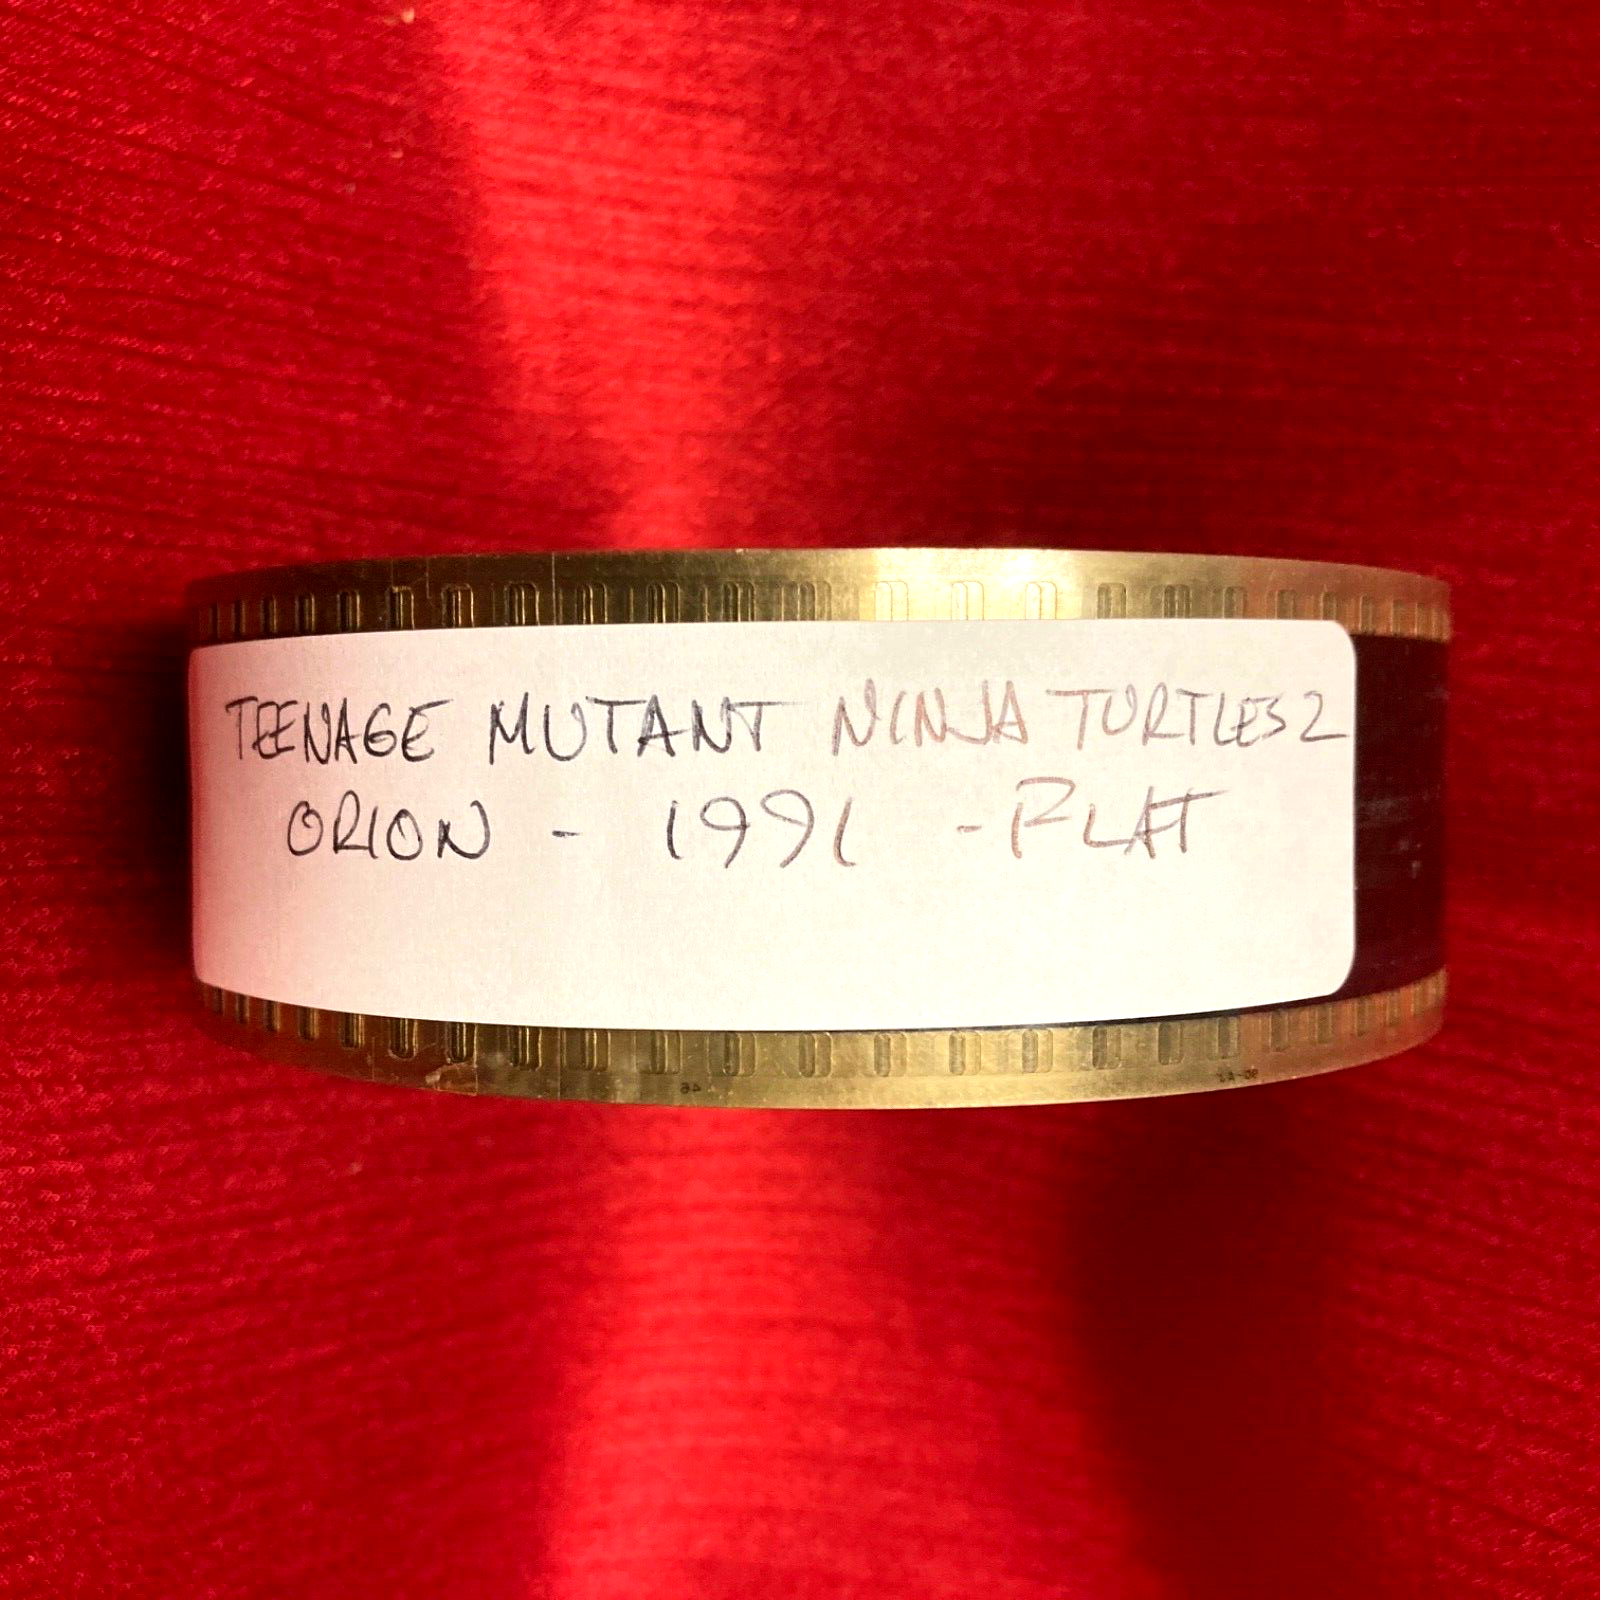 TEENAGE MUTANT NINJA TURTLES 2
ORION - 1991 - FLAT